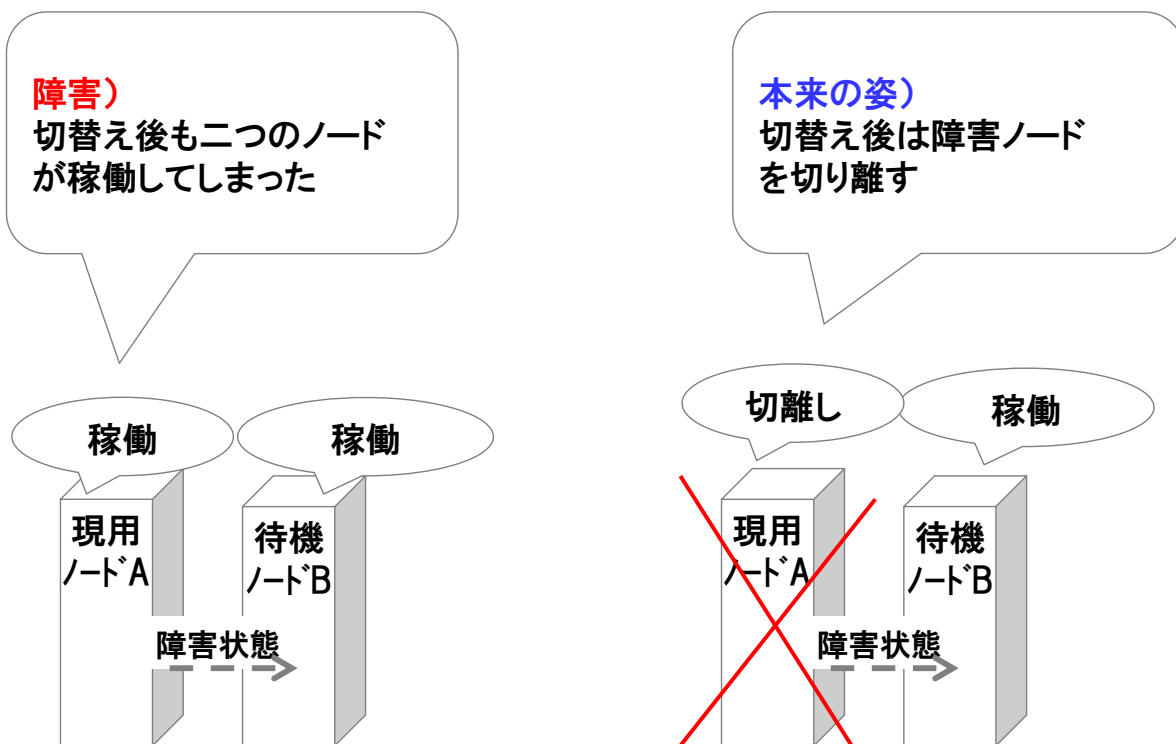 障害）
切替え後も二つのノード
が稼働してしまった
稼働
稼働
現用
ﾉｰﾄﾞA
待機
ﾉｰﾄﾞB
障害状態
本来の姿）
切替え後は障害ノード
を切り離す
切離し
稼働
現用
ﾉｰﾄﾞA
待機
ﾉｰﾄﾞB
障害状態